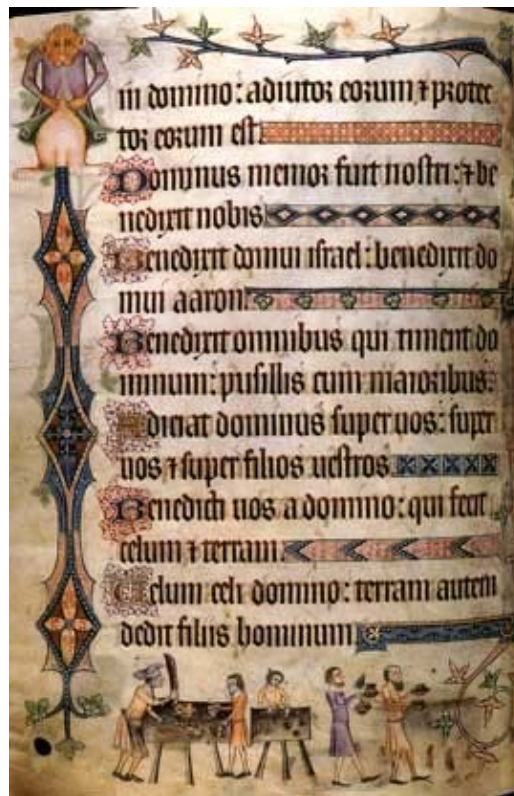 in domino: adiutor eorum ⁊ protec
tor eorum est.
Dominus memor fuit nostri: ⁊ be
nedixit nobis
Benedixit domui israel: benedixit do
mui aaron.
Benedixit omnibus qui timent do
minum: pusillis cum maioribus.
Adiciat dominus super uos: super
uos ⁊ super filios uestros
Benedicti uos a domino: qui fecit
celum ⁊ terram.
Celum celi domino: terram autem
dedit filiis hominum